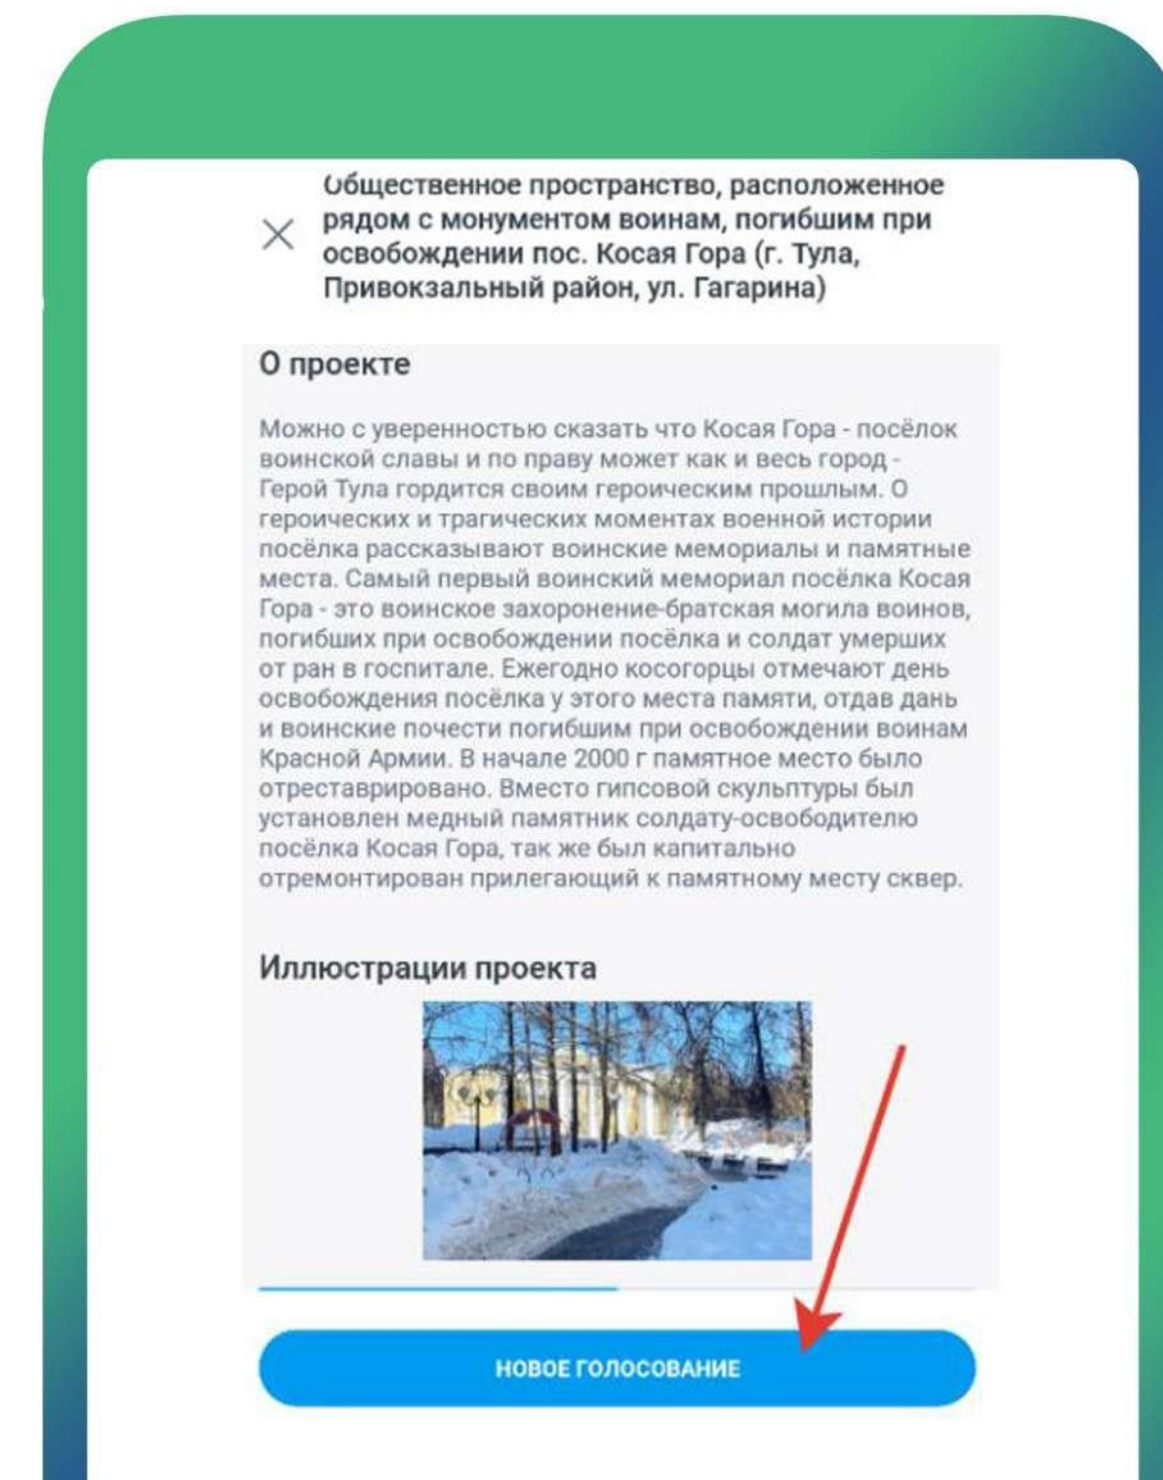 Общественное пространство, расположенное
рядом с монументом воинам, погибшим при
освобождении пос. Косая Гора (г. Тула,
Привокзальный район, ул. Гагарина)
О проекте
Можно с уверенностью сказать что Косая Гора - посёлок
воинской славы и по праву может как и весь город -
Герой Тула гордится своим героическим прошлым. О
героических и трагических моментах военной истории
посёлка рассказывают воинские мемориалы и памятные
места. Самый первый воинский мемориал посёлка Косая
Гора - это воинское захоронение-братская могила воинов,
погибших при освобождении посёлка и солдат умерших
от ран в госпитале. Ежегодно косогорцы отмечают день
освобождения посёлка у этого места памяти, отдав дань
и воинские почести погибшим при освобождении воинам
Красной Армии. В начале 2000 г памятное место было
отреставрировано. Вместо гипсовой скульптуры был
установлен медный памятник солдату-освободителю
посёлка Косая Гора, так же был капитально
отремонтирован прилегающий к памятному месту сквер.
Иллюстрации проекта
НОВОЕ ГОЛОСОВАНИЕ